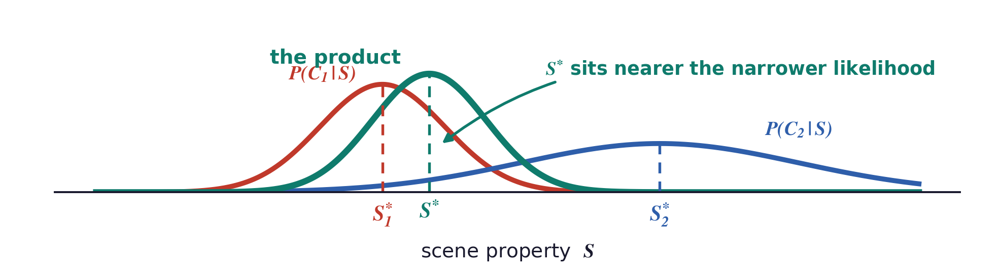 the product
P(C₁|S)
S* sits nearer the narrower likelihood
P(C₂|S)
S₁*
S*
S₂*
scene property S